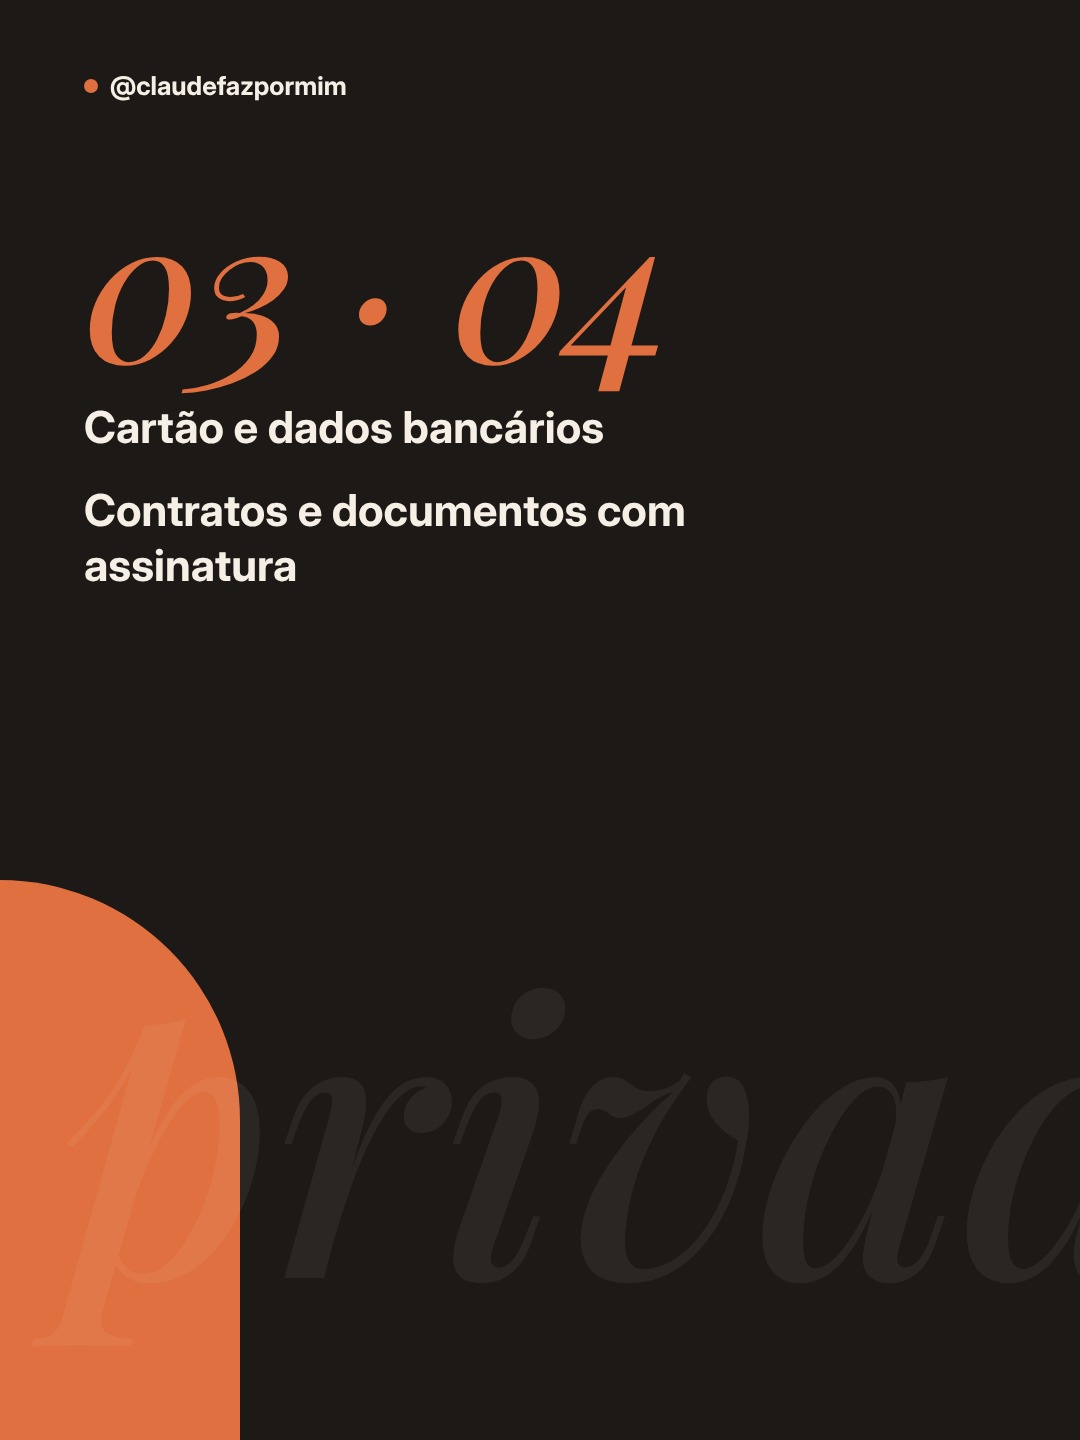 @claudefazpormim
03 · 04
Cartão e dados bancários
Contratos e documentos com
assinatura